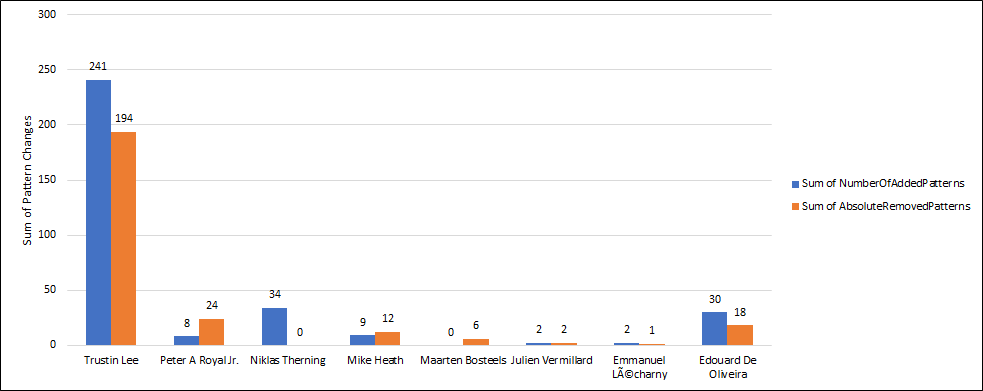 300
250
200
150
100
50
0
Sum of Pattern Changes
241
194
8
24
34
0
9
12
0
6
2
2
2
1
30
18
Trustin Lee
Peter A Royal Jr.
Niklas Therning
Mike Heath
Maarten Bosteels
Julien Vermillard
Emmanuel
LÃ©charny
Edouard De
Oliveira
Sum of NumberOfAddedPatterns
Sum of AbsoluteRemovedPatterns